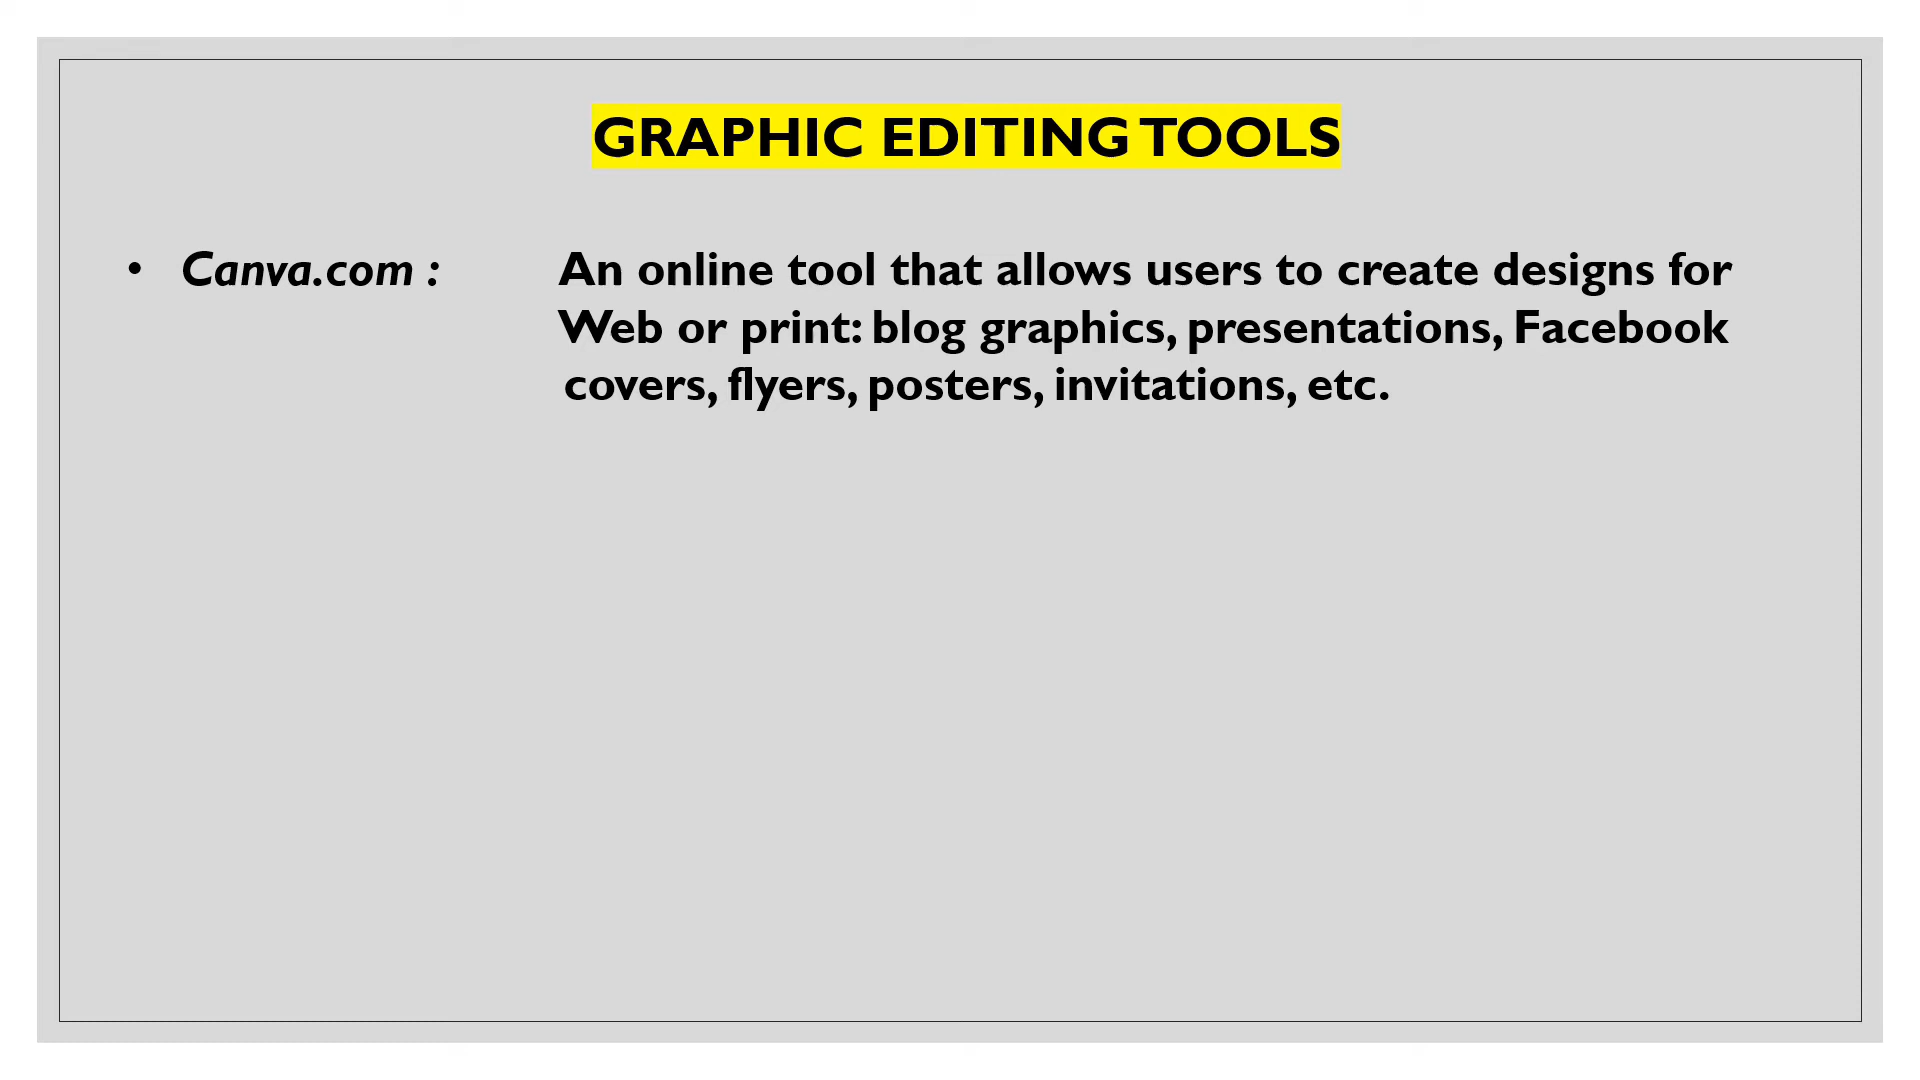 GRAPHIC EDITING TOOLS
• Canva.com : An online tool that allows users to create designs for
Web or print: blog graphics, presentations, Facebook
covers, flyers, posters, invitations, etc.